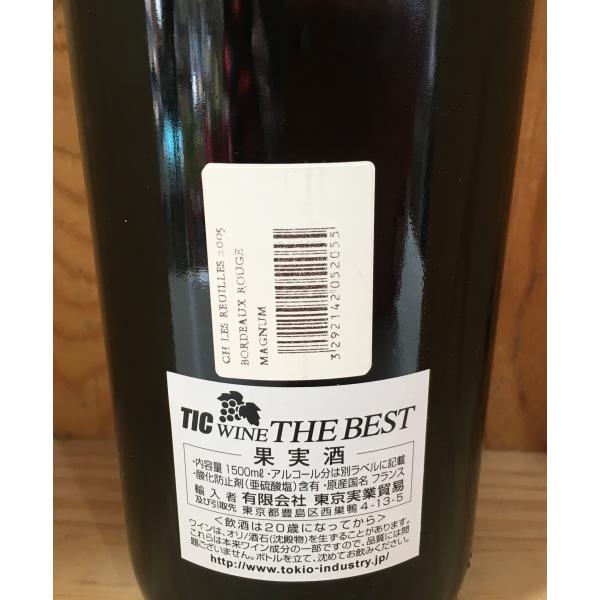 CH LES REUILLES 2005
BORDEAUX ROUGE
MAGNUM
3292142052055
TIC WINE THE BEST
果実酒
・内容量 1500mℓ・アルコール分は別ラベルに記載
・酸化防止剤(亜硫酸塩)含有・原産国名 フランス
輸入者 有限会社 東京実業貿易
及び引取先 東京都豊島区西巣鴨4-13-5
<飲酒は20歳になってから>
ワインは、オリ/酒石(沈殿物)を生ずることがあります。
これらは本来ワイン成分の一部ですので、品質には問
題ございません。ボトルを立て、沈めてお飲みください。
http://www.tokio-industry.jp/